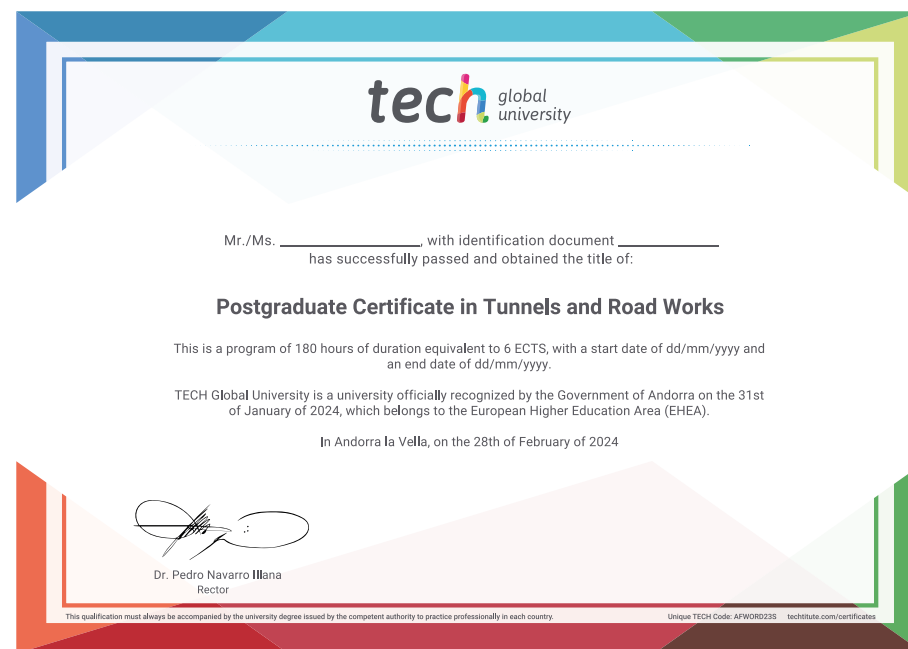 tech global
university
Mr./Ms. ____________, with identification document ____________
has successfully passed and obtained the title of:
Postgraduate Certificate in Tunnels and Road Works
This is a program of 180 hours of duration equivalent to 6 ECTS, with a start date of dd/mm/yyyy and
an end date of dd/mm/yyyy.
TECH Global University is a university officially recognized by the Government of Andorra on the 31st
of January of 2024, which belongs to the European Higher Education Area (EHEA).
In Andorra la Vella, on the 28th of February of 2024
Dr. Pedro Navarro Illana
Rector
This qualification must always be accompanied by the university degree issued by the competent authority to practice professionally in each country. Unique TECH Code: AFWORD23S techtitute.com/certificates